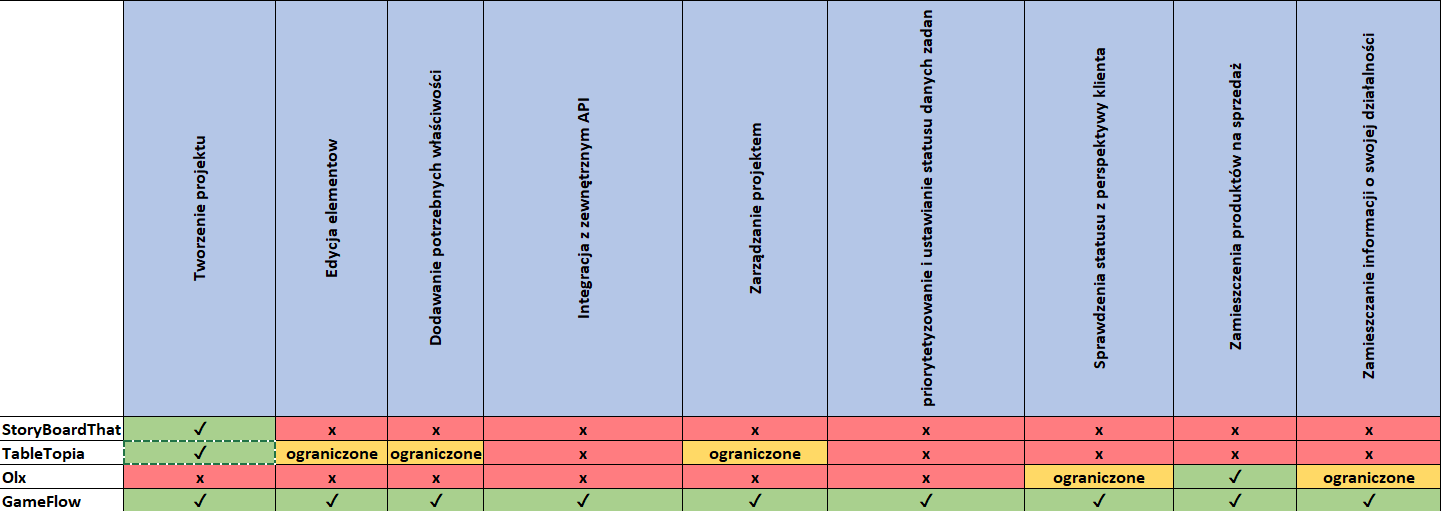 Tworzenie projektu
Edycja elementow
Dodawanie potrzebnych właściwości
Integracja z zewnętrznym API
Zarządzanie projektem
priorytetyzowanie i ustawianie statusu danych zadan
Sprawdzenia statusu z perspektywy klienta
Zamieszczenia produktów na sprzedaż
Zamieszczanie informacji o swojej działalności
StoryBoardThat ✓ x x x x x x x x
TableTopia ✓ ograniczone ograniczone x ograniczone x x x x
Olx x x x x x x ograniczone ✓ ograniczone
GameFlow ✓ ✓ ✓ ✓ ✓ ✓ ✓ ✓ ✓